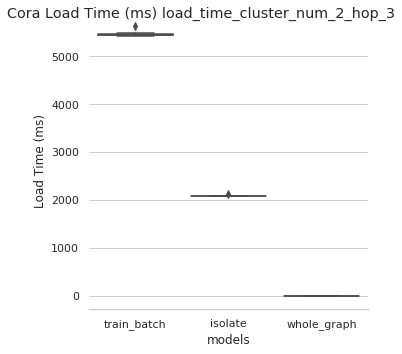 Cora Load Time (ms) load_time_cluster_num_2_hop_3
5000
4000
3000
2000
1000
0
Load Time (ms)
train_batch
isolate
whole_graph
models